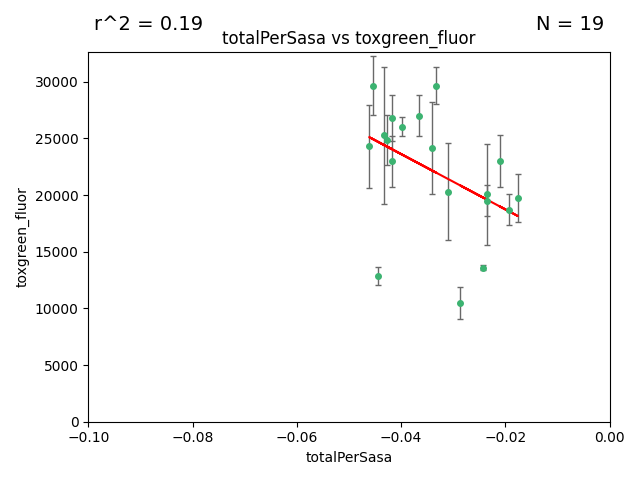 r^2 = 0.19
N = 19
totalPerSasa vs toxgreen_fluor
30000
25000
20000
15000
10000
5000
0
toxgreen_fluor
−0.10
−0.08
−0.06
−0.04
−0.02
0.00
totalPerSasa